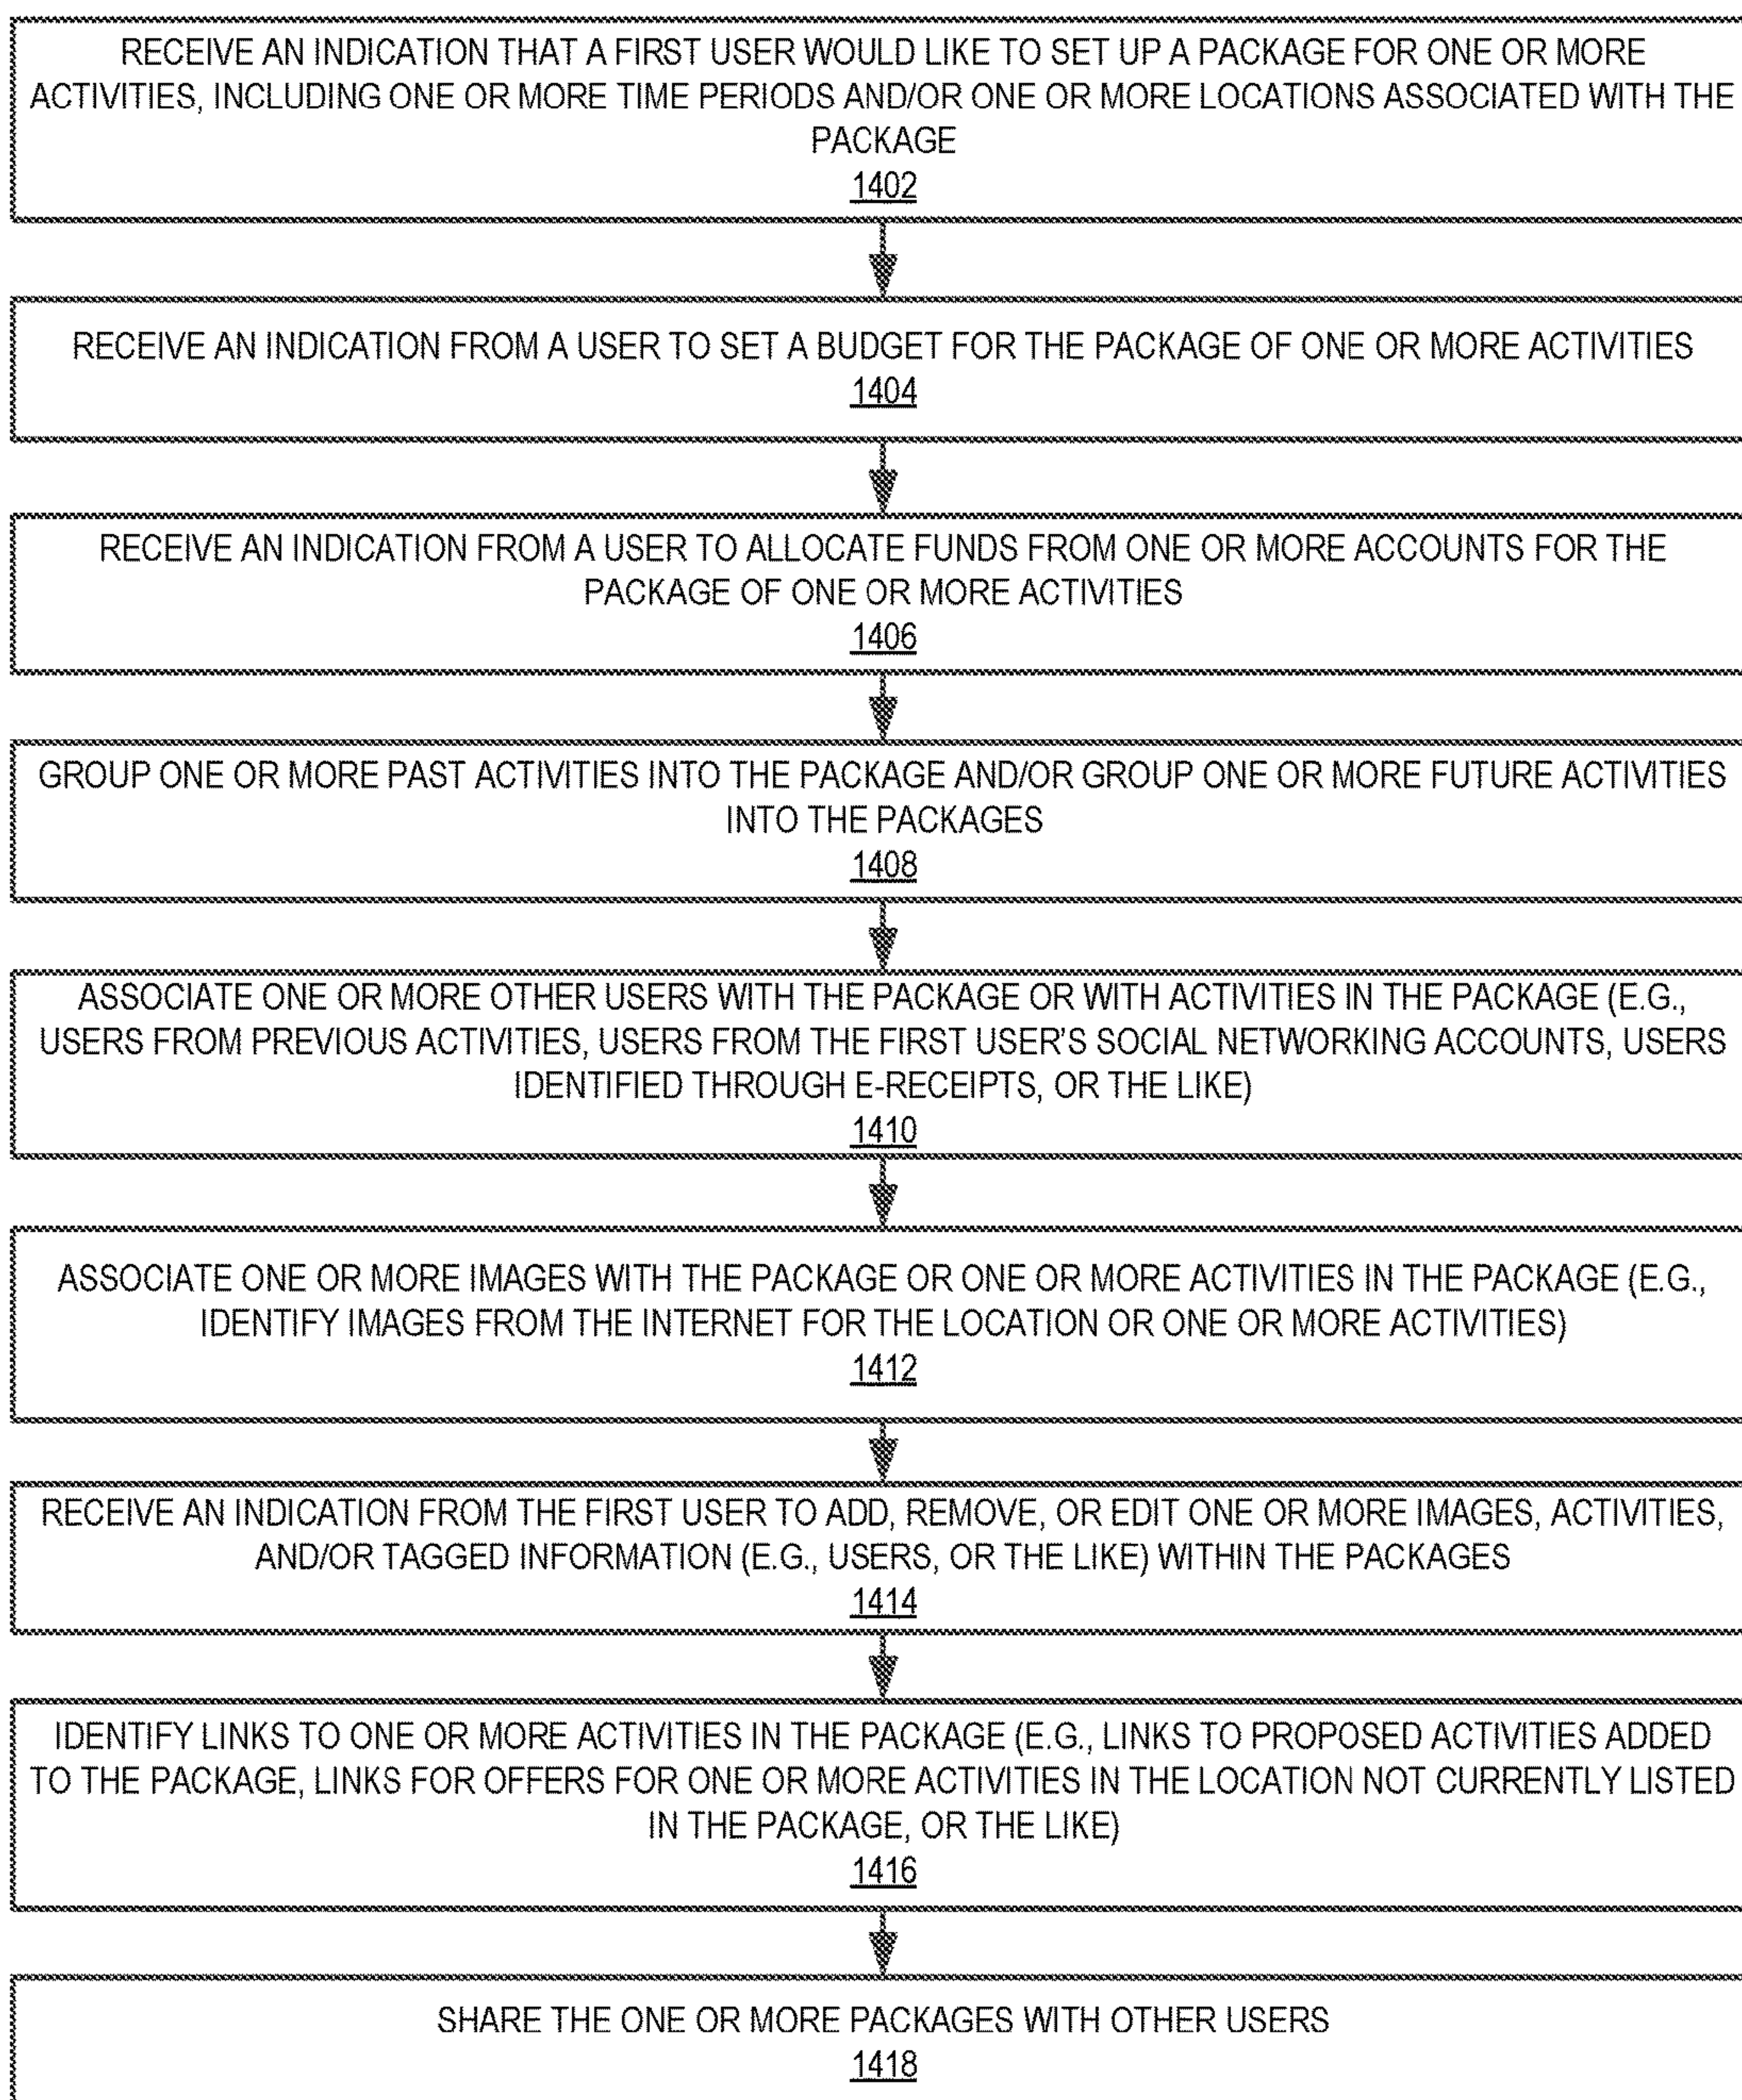 RECEIVE AN INDICATION THAT A FIRST USER WOULD LIKE TO SET UP A PACKAGE FOR ONE OR MORE
ACTIVITIES, INCLUDING ONE OR MORE TIME PERIODS AND/OR ONE OR MORE LOCATIONS ASSOCIATED WITH THE
PACKAGE
1402
RECEIVE AN INDICATION FROM A USER TO SET A BUDGET FOR THE PACKAGE OF ONE OR MORE ACTIVITIES
1404
RECEIVE AN INDICATION FROM A USER TO ALLOCATE FUNDS FROM ONE OR MORE ACCOUNTS FOR THE
PACKAGE OF ONE OR MORE ACTIVITIES
1406
GROUP ONE OR MORE PAST ACTIVITIES INTO THE PACKAGE AND/OR GROUP ONE OR MORE FUTURE ACTIVITIES
INTO THE PACKAGES
1408
ASSOCIATE ONE OR MORE OTHER USERS WITH THE PACKAGE OR WITH ACTIVITIES IN THE PACKAGE (E.G.,
USERS FROM PREVIOUS ACTIVITIES, USERS FROM THE FIRST USER'S SOCIAL NETWORKING ACCOUNTS, USERS
IDENTIFIED THROUGH E-RECEIPTS, OR THE LIKE)
1410
ASSOCIATE ONE OR MORE IMAGES WITH THE PACKAGE OR ONE OR MORE ACTIVITIES IN THE PACKAGE (E.G.,
IDENTIFY IMAGES FROM THE INTERNET FOR THE LOCATION OR ONE OR MORE ACTIVITIES)
1412
RECEIVE AN INDICATION FROM THE FIRST USER TO ADD, REMOVE, OR EDIT ONE OR MORE IMAGES, ACTIVITIES,
AND/OR TAGGED INFORMATION (E.G., USERS, OR THE LIKE) WITHIN THE PACKAGES
1414
IDENTIFY LINKS TO ONE OR MORE ACTIVITIES IN THE PACKAGE (E.G., LINKS TO PROPOSED ACTIVITIES ADDED
TO THE PACKAGE, LINKS FOR OFFERS FOR ONE OR MORE ACTIVITIES IN THE LOCATION NOT CURRENTLY LISTED
IN THE PACKAGE, OR THE LIKE)
1416
SHARE THE ONE OR MORE PACKAGES WITH OTHER USERS
1418